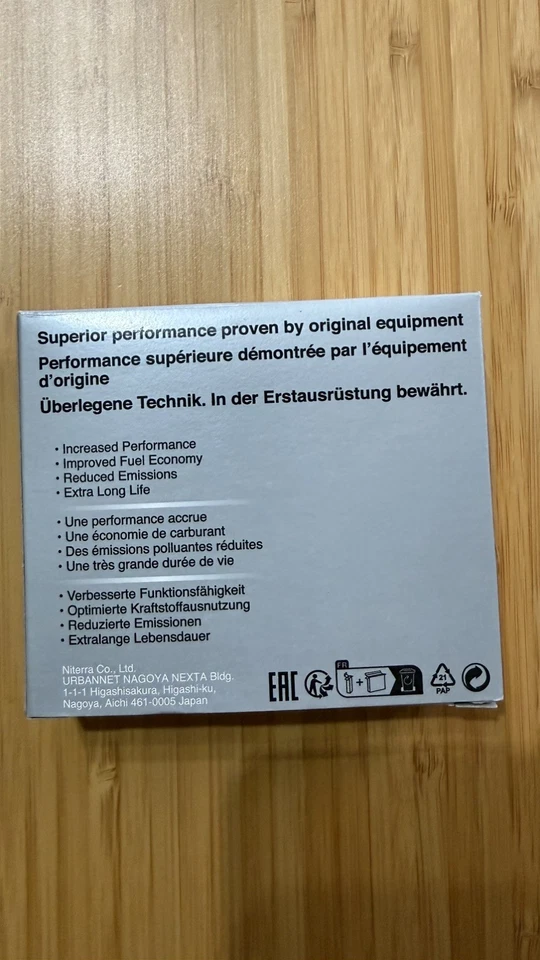 Superior performance proven by original equipment
Performance supérieure démontrée par l'équipement
d'origine
Überlegene Technik. In der Erstausrüstung bewährt.
• Increased Performance
• Improved Fuel Economy
• Reduced Emissions
• Extra Long Life
• Une performance accrue
• Une économie de carburant
• Des émissions polluantes réduites
• Une très grande durée de vie
• Verbesserte Funktionsfähigkeit
• Optimierte Kraftstoffausnutzung
• Reduzierte Emissionen
• Extralange Lebensdauer
Niterra Co., Ltd.
URBANNET NAGOYA NEXTA Bldg.
1-1-1 Higashisakura, Higashi-ku,
Nagoya, Aichi 461-0005 Japan
EAC
FR
+
21
PAP